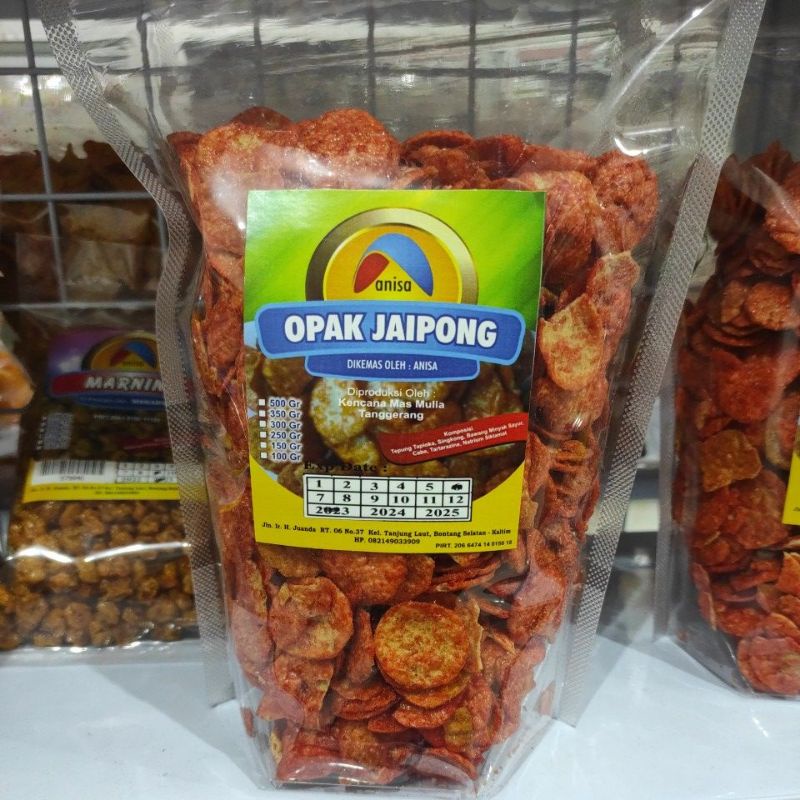 anisa
OPAK JAIPONG
DIKEMAS OLEH : ANISA
Diproduksi Oleh
Kencana Mas Mulia
Tanggerang
500 Gr
350 Gr
300 Gr
250 Gr
150 Gr
100 Gr
Komposisi
Tepung Tapioka, Singkong, Bawang Minyak Sayur,
Cabe, Tartarazina, Natrium Siklamat
Exp Date :
1 2 3 4 5
7 8 9 10 11 12
2023 2024 2025
Jln. Ir. H. Juanda RT. 06 No.37 Kel. Tanjung Laut, Bontang Selatan - Kaltim
HP. 082149033909
PIRT. 206 6474 14 0156 18
MARNIN